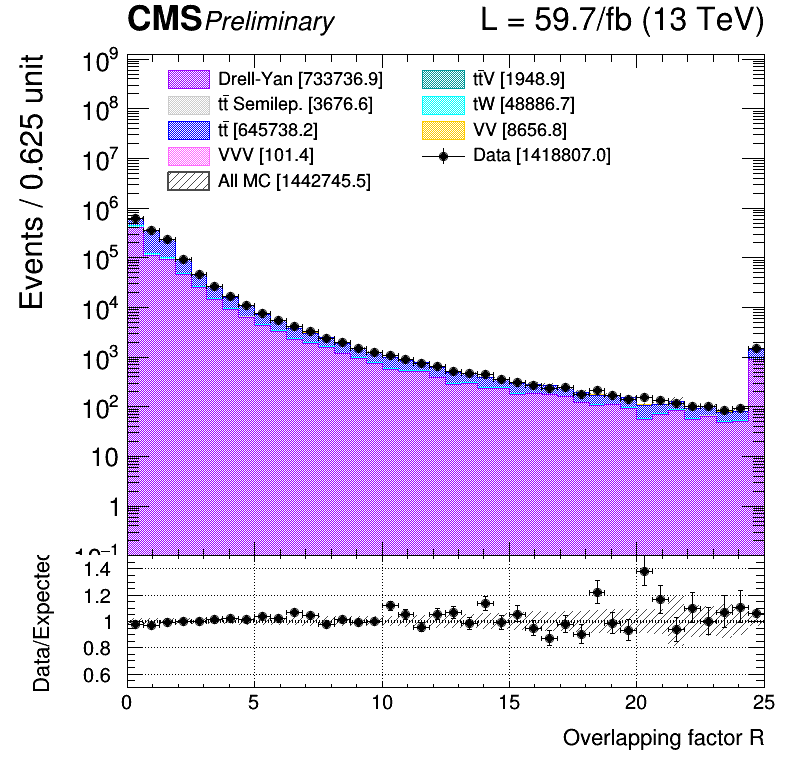 CMS Preliminary L = 59.7/fb (13 TeV)
Events / 0.625 unit
10⁹
10⁸
10⁷
10⁶
10⁵
10⁴
10³
10²
10
1
10⁻¹
Drell-Yan [733736.9]
tt̄ Semilep. [3676.6]
tt̄ [645738.2]
VVV [101.4]
All MC [1442745.5]
tt̄V [1948.9]
tW [48886.7]
VV [8656.8]
Data [1418807.0]
Data/Expected
1.4
1.2
1
0.8
0.6
0 5 10 15 20 25
Overlapping factor R